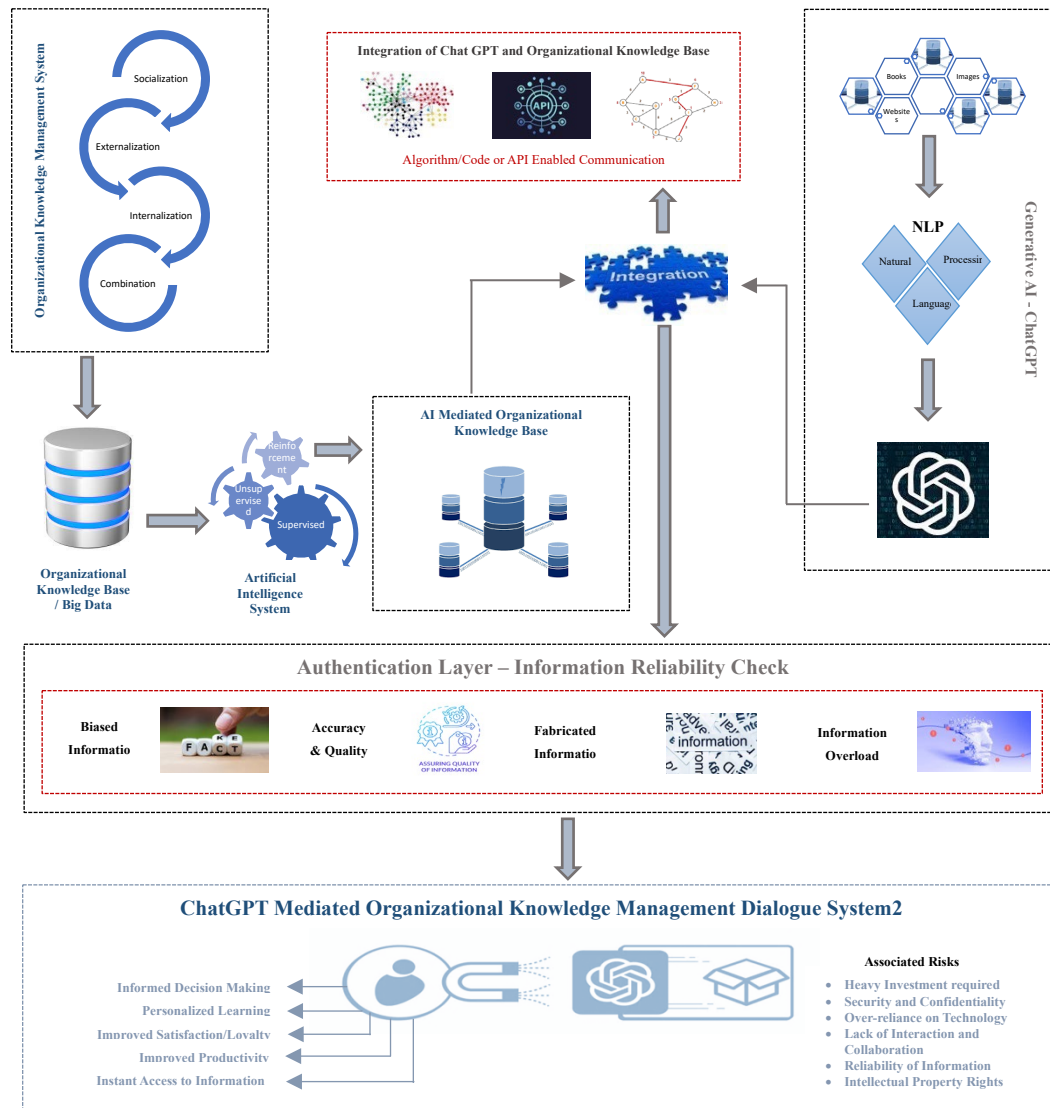 Organizational Knowledge Management System
Socialization
Externalization
Internalization
Combination
Integration of Chat GPT and Organizational Knowledge Base
API
Algorithm/Code or API Enabled Communication
Books
Images
Website
s
NLP
Natural
Processin
Language
Generative AI - ChatGPT
Integration
Organizational
Knowledge Base
/ Big Data
Reinfo
rceme
nt
Unsup
ervise
d
Supervised
Artificial
Intelligence
System
AI Mediated Organizational
Knowledge Base
Authentication Layer – Information Reliability Check
Biased
Informatio
FACT
KE
Accuracy
& Quality
ASSURING QUALITY
OF INFORMATION
Fabricated
Informatio
information
Information
Overload
ChatGPT Mediated Organizational Knowledge Management Dialogue System2
Informed Decision Making
Personalized Learning
Improved Satisfaction/Loyalty
Improved Productivity
Instant Access to Information
Associated Risks
• Heavy Investment required
• Security and Confidentiality
• Over-reliance on Technology
• Lack of Interaction and
Collaboration
• Reliability of Information
• Intellectual Property Rights